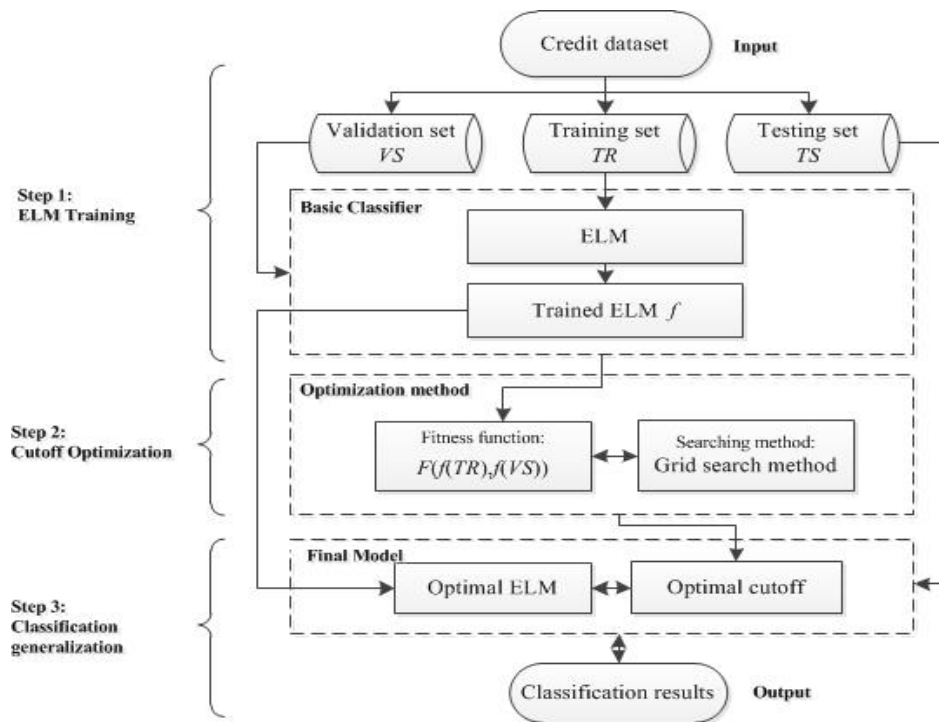 Credit dataset
Input
Validation set
VS
Training set
TR
Testing set
TS
Step 1:
ELM Training
Basic Classifier
ELM
Trained ELM f
Step 2:
Cutoff Optimization
Optimization method
Fitness function:
F(f(TR),f(VS))
Searching method:
Grid search method
Step 3:
Classification
generalization
Final Model
Optimal ELM
Optimal cutoff
Classification results
Output